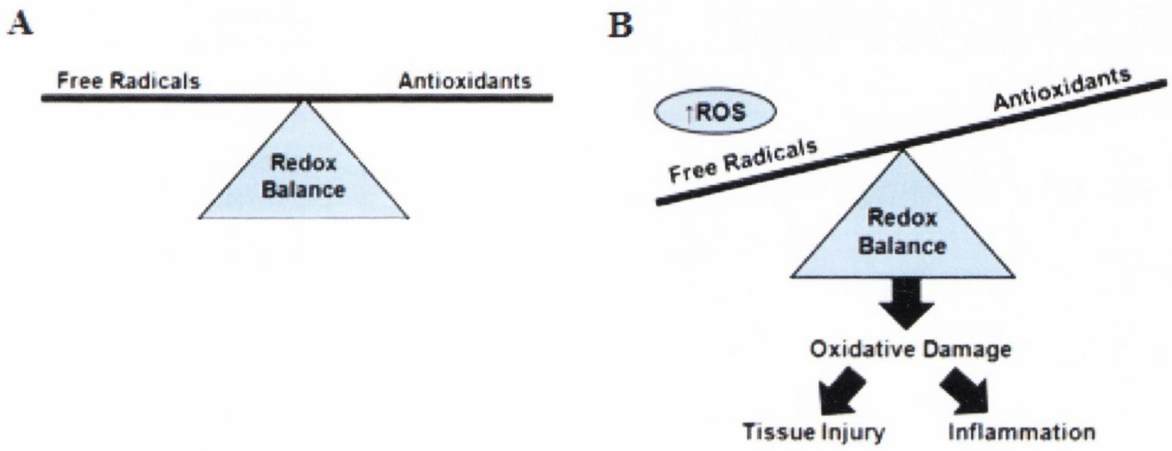 A
Free Radicals
Antioxidants
Redox
Balance
B
↑ROS
Free Radicals
Antioxidants
Redox
Balance
Oxidative Damage
Tissue Injury
Inflammation